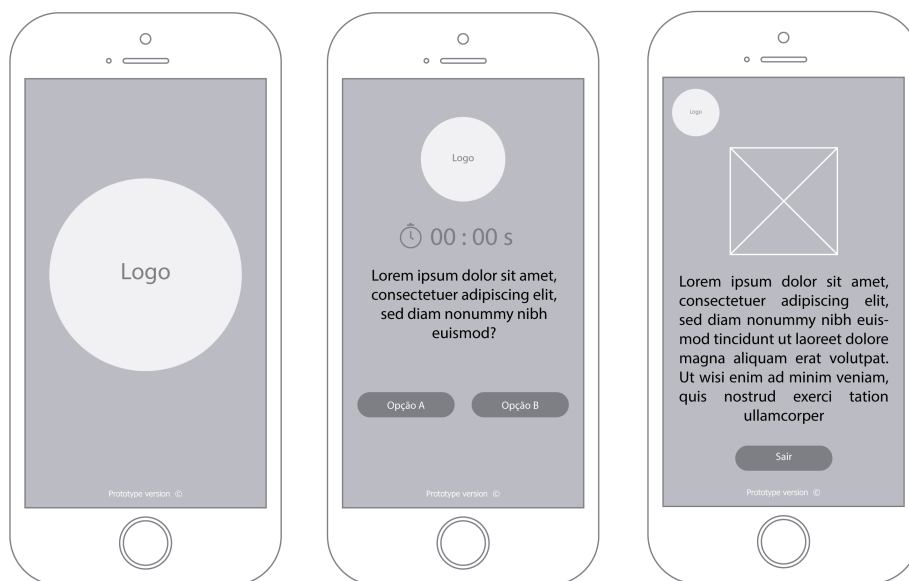 Logo
Prototype version ©
Logo
00 : 00 s
Lorem ipsum dolor sit amet,
consectetuer adipiscing elit,
sed diam nonummy nibh
euismod?
Opção A
Opção B
Prototype version ©
Logo
Lorem ipsum dolor sit amet,
consectetuer adipiscing elit,
sed diam nonummy nibh euis-
mod tincidunt ut laoreet dolore
magna aliquam erat volutpat.
Ut wisi enim ad minim veniam,
quis nostrud exerci tation
ullamcorper
Sair
Prototype version ©